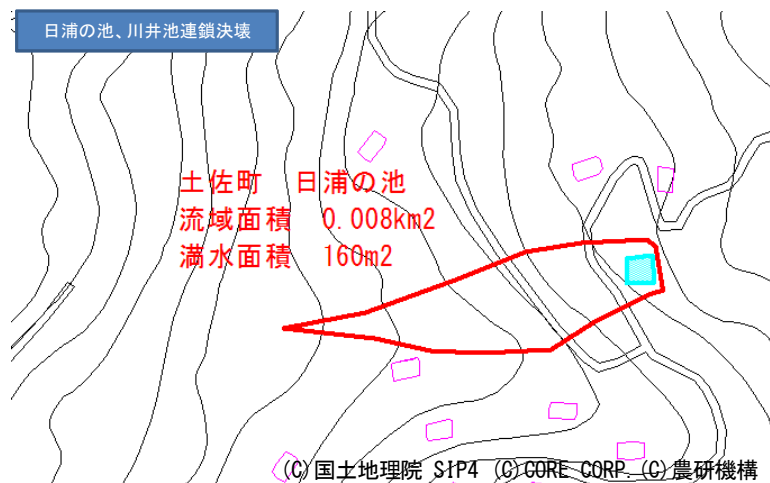 日浦の池、川井池連鎖決壊
土佐町　日浦の池
流域面積　0.008km2
満水面積　160m2
(C)国土地理院 SIP4 (C)CORE CORP. (C)農研機構